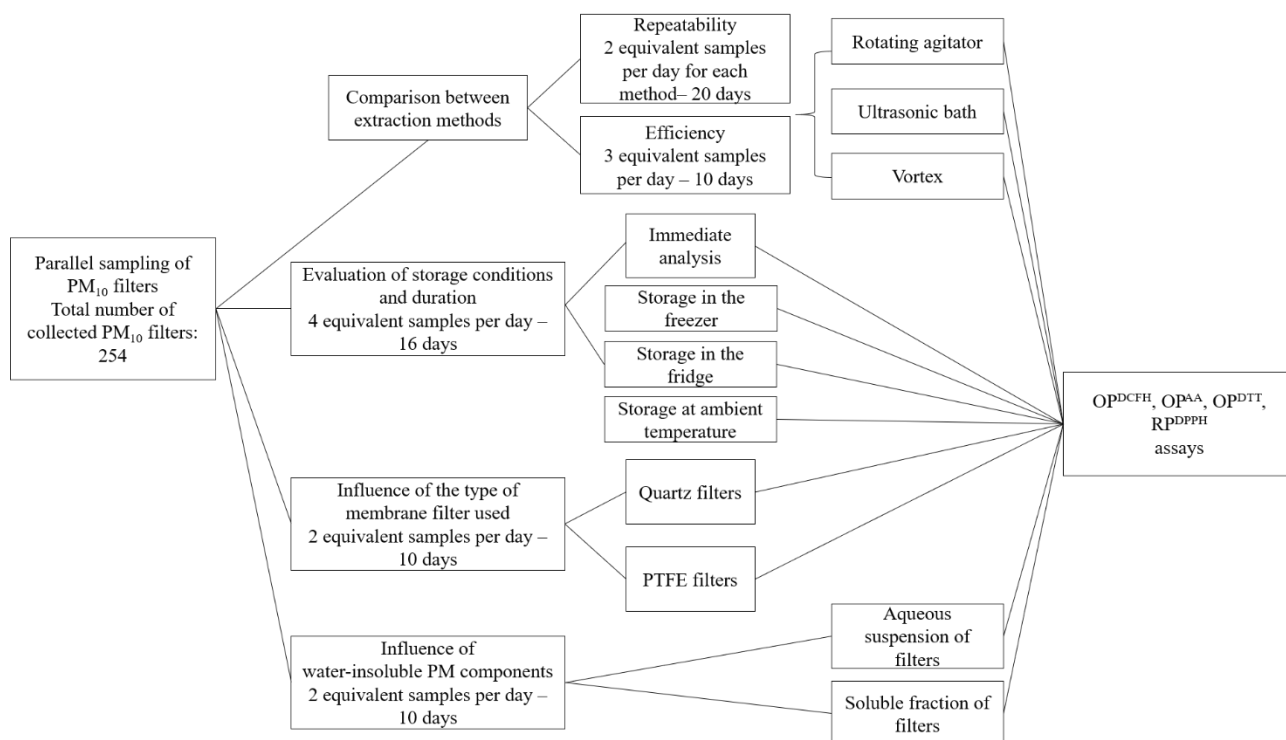 Parallel sampling of
PM₁₀ filters
Total number of
collected PM₁₀ filters:
254
Comparison between
extraction methods
Repeatability
2 equivalent samples
per day for each
method– 20 days
Efficiency
3 equivalent samples
per day – 10 days
Rotating agitator
Ultrasonic bath
Vortex
Evaluation of storage conditions
and duration
4 equivalent samples per day –
16 days
Immediate
analysis
Storage in the
freezer
Storage in the
fridge
Storage at ambient
temperature
Influence of the type of
membrane filter used
2 equivalent samples per day –
10 days
Quartz filters
PTFE filters
Influence of
water-insoluble PM components
2 equivalent samples per day –
10 days
Aqueous
suspension of
filters
Soluble fraction of
filters
OPᴰCFH, OPᴬᴬ, OPᴰᵀᵀ,
RPᴰᴾᴾᴴ
assays